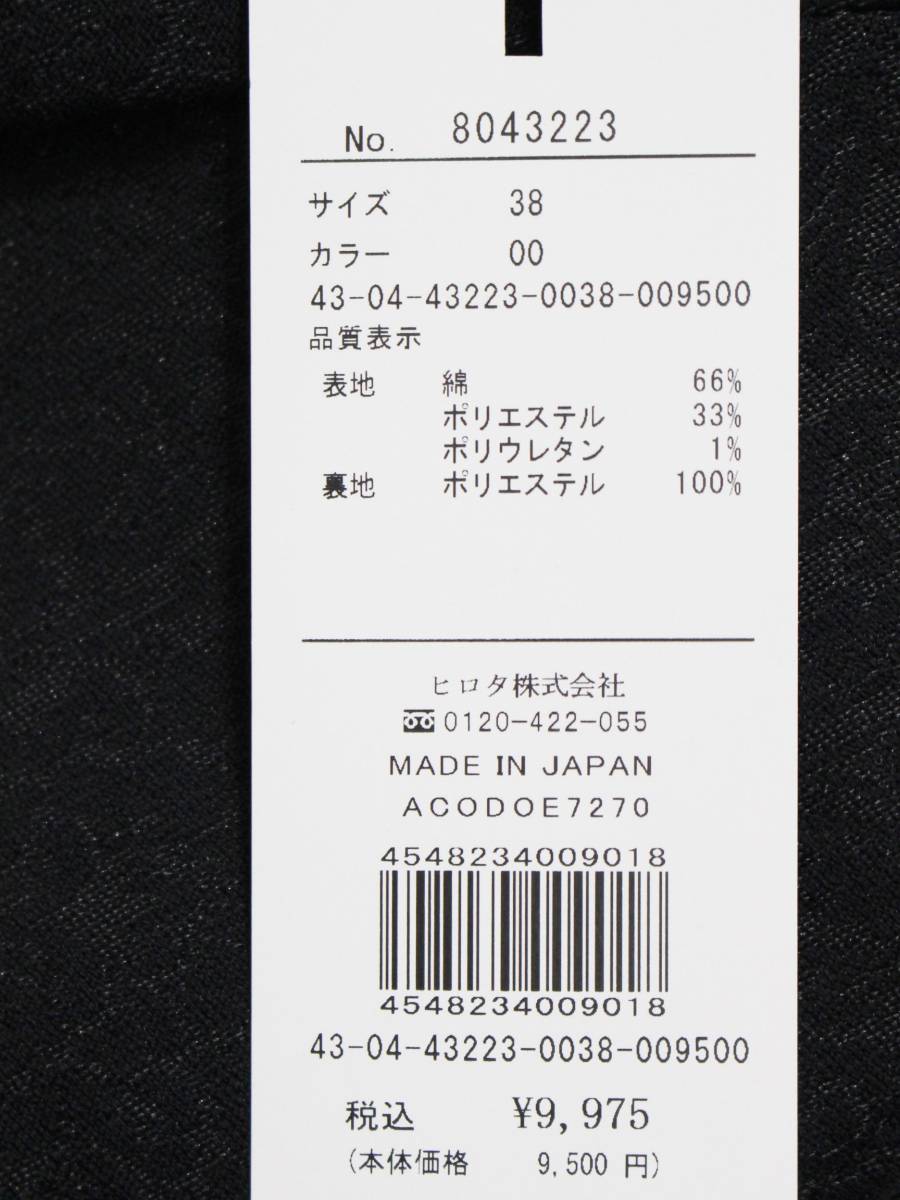 No. 8043223
サイズ 38
カラー 00
43-04-43223-0038-009500
品質表示
表地 綿 66%
ポリエステル 33%
ポリウレタン 1%
裏地 ポリエステル 100%
ヒロタ株式会社
0120-422-055
MADE IN JAPAN
ACODOE7270
4548234009018
4548234009018
43-04-43223-0038-009500
税込 ¥9,975
(本体価格 9,500 円)